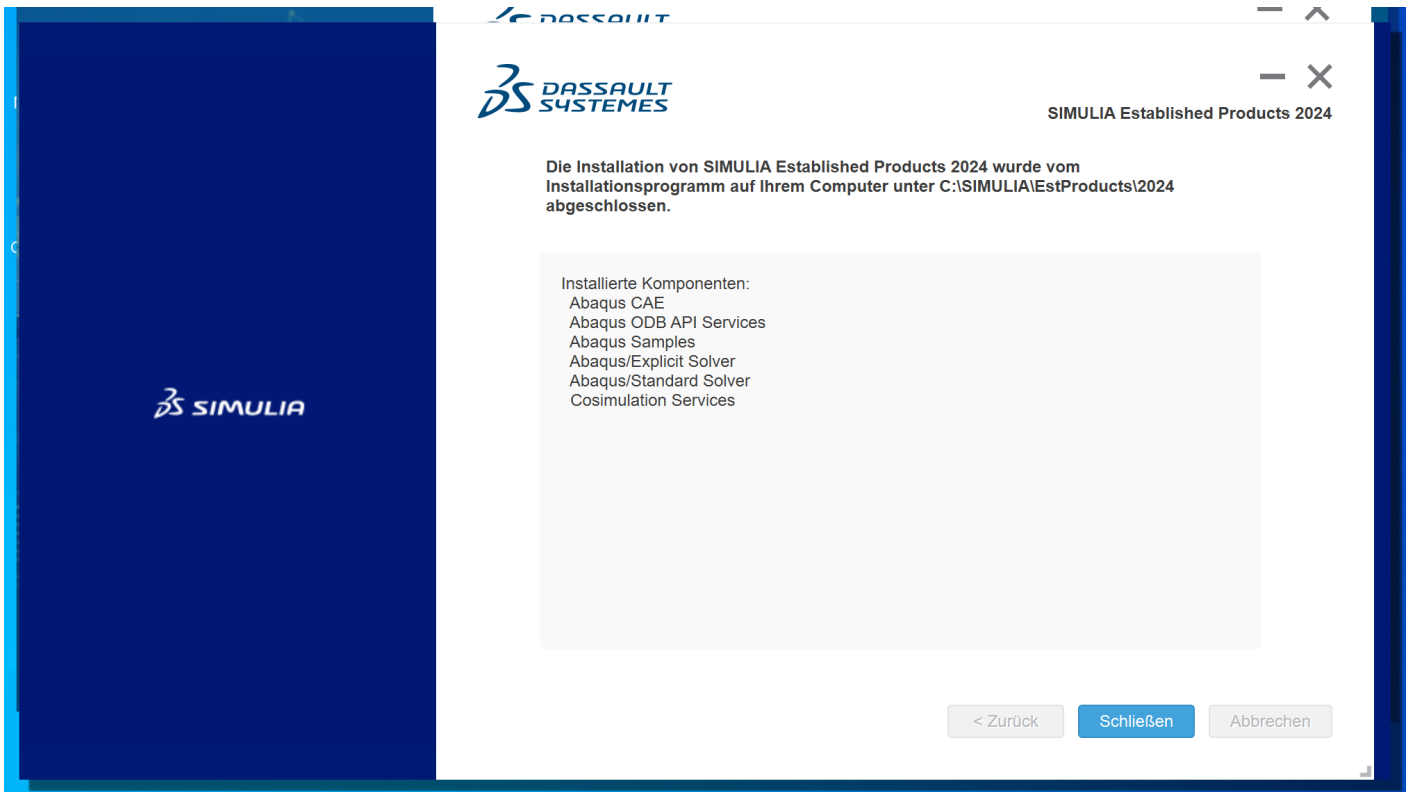 DASSAULT
DASSAULT
SYSTEMES
SIMULIA Established Products 2024
Die Installation von SIMULIA Established Products 2024 wurde vom
Installationsprogramm auf Ihrem Computer unter C:\SIMULIA\EstProducts\2024
abgeschlossen.
Installierte Komponenten:
Abaqus CAE
Abaqus ODB API Services
Abaqus Samples
Abaqus/Explicit Solver
Abaqus/Standard Solver
Cosimulation Services
SIMULIA
< Zurück
Schließen
Abbrechen